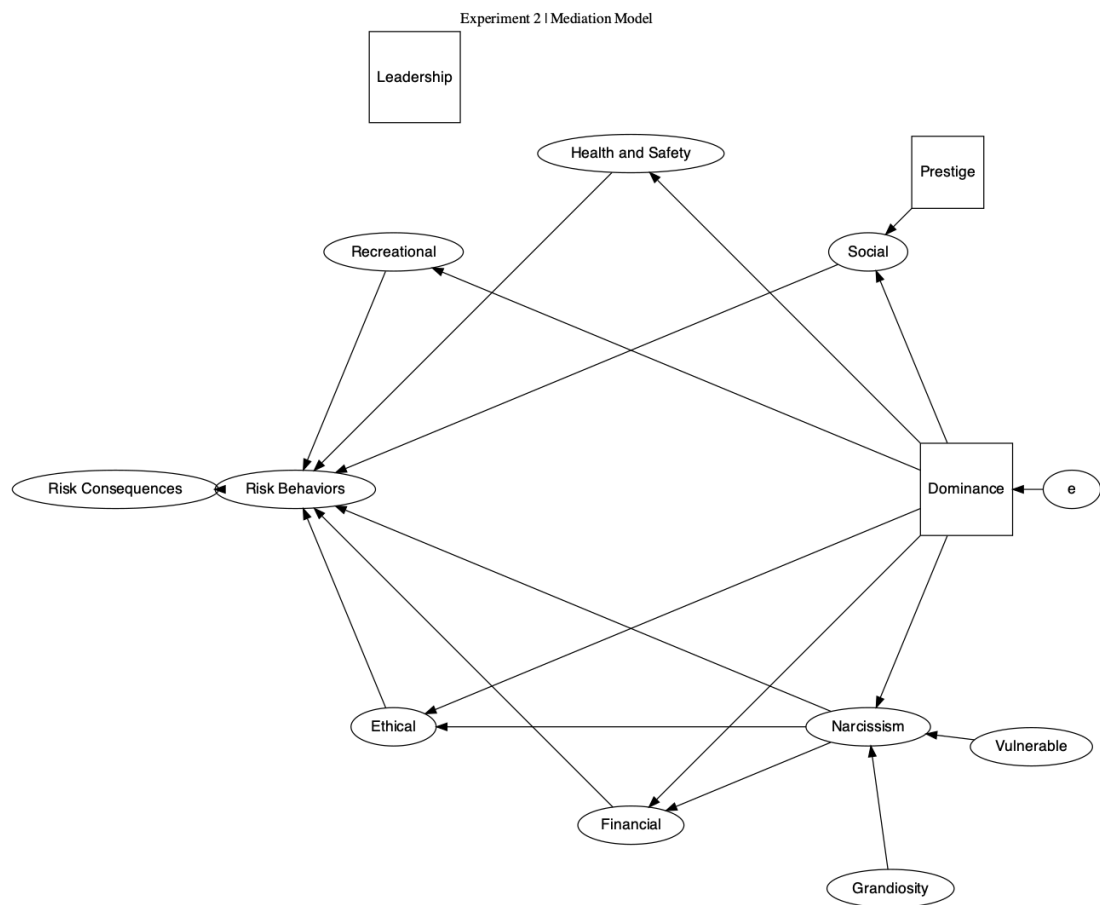 Experiment 2 | Mediation Model
Leadership
Health and Safety
Prestige
Recreational
Social
Risk Consequences
Risk Behaviors
Dominance
e
Ethical
Narcissism
Vulnerable
Financial
Grandiosity